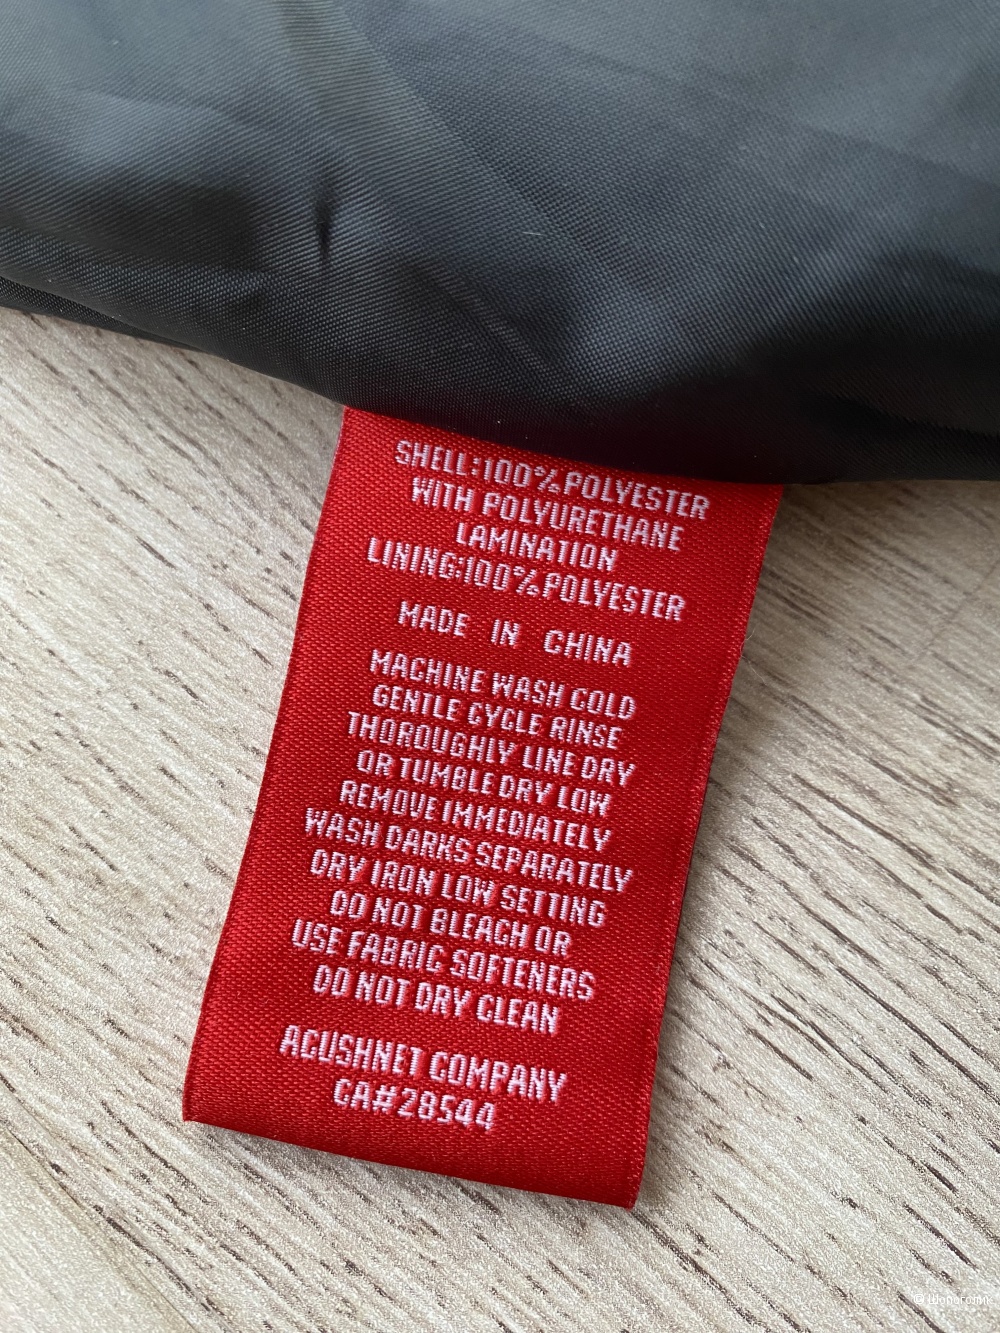 SHELL:100%POLYESTER
WITH POLYURETHANE
LAMINATION
LINING:100%POLYESTER
MADE IN CHINA
MACHINE WASH COLD
GENTLE CYCLE RINSE
THOROUGHLY LINE DRY
OR TUMBLE DRY LOW
REMOVE IMMEDIATELY
WASH DARKS SEPARATELY
DRY IRON LOW SETTING
DO NOT BLEACH OR
USE FABRIC SOFTENERS
DO NOT DRY CLEAN
ACUSHNET COMPANY
CA#28544